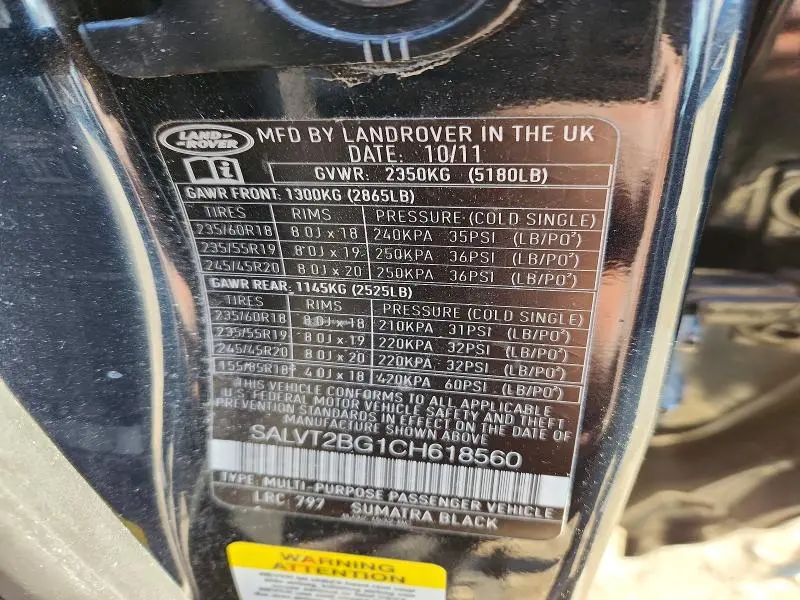 LAND-
ROVER
MFD BY LANDROVER IN THE UK
DATE: 10/11
GVWR: 2350KG (5180LB)
GAWR FRONT: 1300KG (2865LB)
TIRES RIMS PRESSURE (COLD SINGLE)
235/60R18 8.0J x 18 240KPA 35PSI (LB/PO²)
235/55R19 8.0J x 19 250KPA 36PSI (LB/PO²)
245/45R20 8.0J x 20 250KPA 36PSI (LB/PO²)
GAWR REAR: 1145KG (2525LB)
TIRES RIMS PRESSURE (COLD SINGLE)
235/60R18 8.0J x 18 210KPA 31PSI (LB/PO²)
235/55R19 8.0J x 19 220KPA 32PSI (LB/PO²)
245/45R20 8.0J x 20 220KPA 32PSI (LB/PO²)
155/85R18† 4.0J x 18 420KPA 60PSI (LB/PO²)
THIS VEHICLE CONFORMS TO ALL APPLICABLE
U.S. FEDERAL MOTOR VEHICLE SAFETY AND THEFT
PREVENTION STANDARDS IN EFFECT ON THE DATE OF
MANUFACTURE SHOWN ABOVE
SALVT2BG1CH618560
TYPE: MULTI-PURPOSE PASSENGER VEHICLE
LRC 797 SUMATRA BLACK
WARNING
ATTENTION